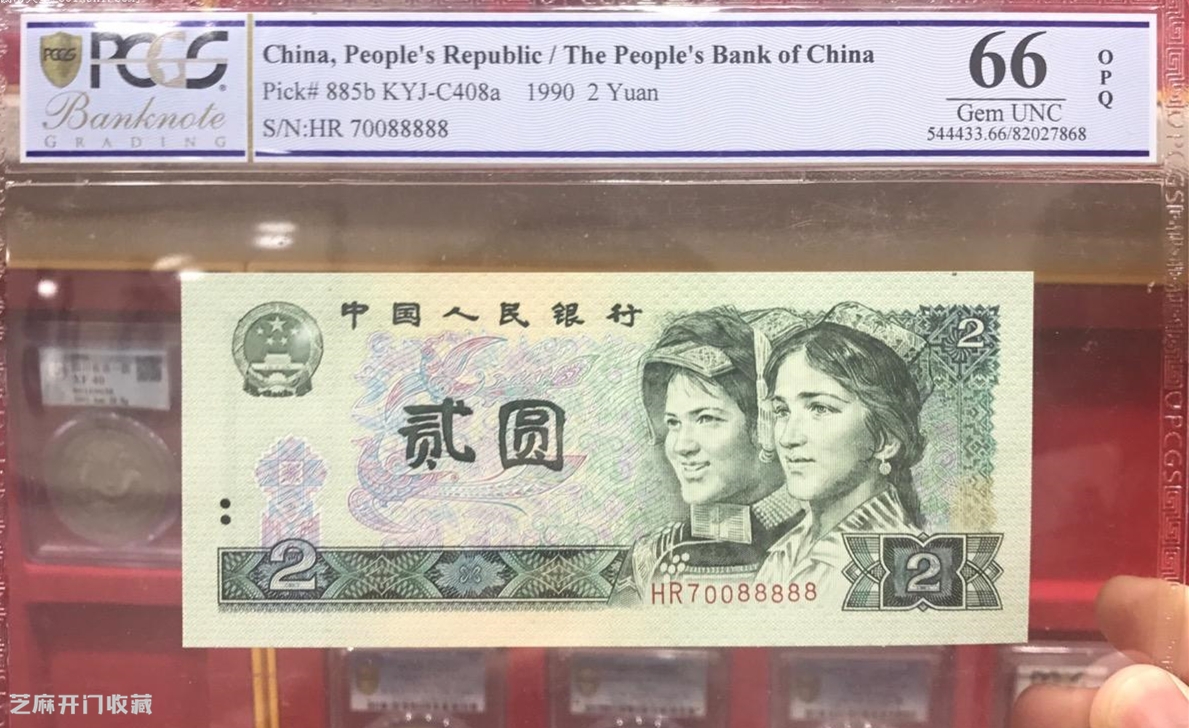 PCGS
PCGS
Banknote
GRADING
China, People's Republic / The People's Bank of China
Pick# 885b KYJ-C408a 1990 2 Yuan
S/N:HR 70088888
66
Gem UNC
544433.66/82027868
OPQ
中国人民银行
2
贰圆
2
2
HR70088888
芝麻开门收藏